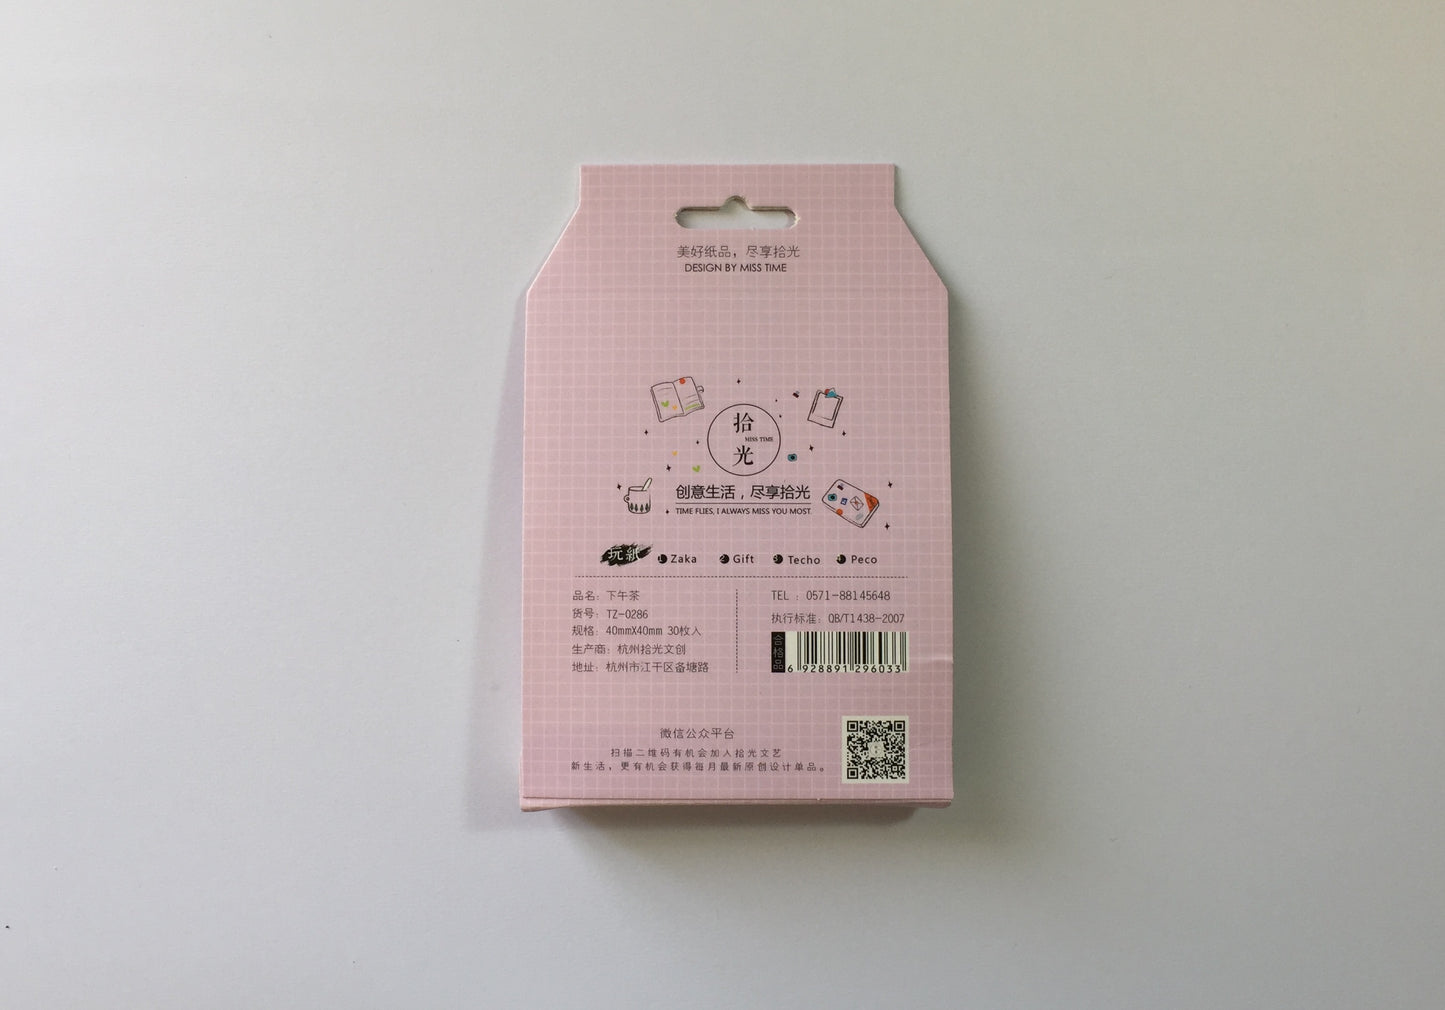 美好纸品，尽享拾光
DESIGN BY MISS TIME
拾
MISS TIME
光
创意生活，尽享拾光
TIME FLIES, I ALWAYS MISS YOU MOST.
玩紙 1 Zaka 2 Gift 3 Techo 4 Peco
品名：下午茶
货号：TZ-0286
规格：40mmX40mm 30枚入
生产商：杭州拾光文创
地址：杭州市江干区备塘路
TEL : 0571-88145648
执行标准：QB/T1438-2007
合格品
6 928891 296033
微信公众平台
扫描二维码有机会加入拾光文艺
新生活，更有机会获得每月最新原创设计单品。